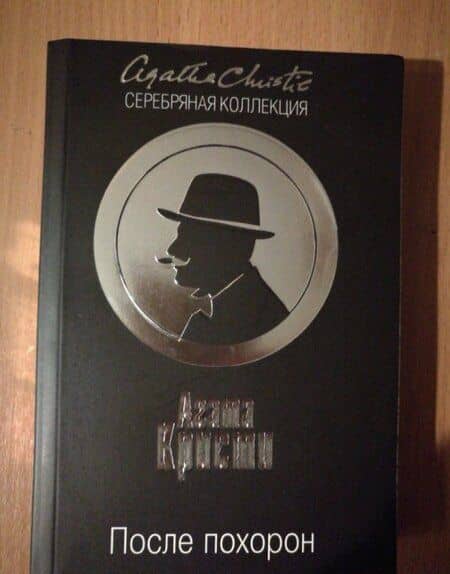 Agatha Christie
СЕРЕБРЯНАЯ КОЛЛЕКЦИЯ
Агата
Кристи
После похорон